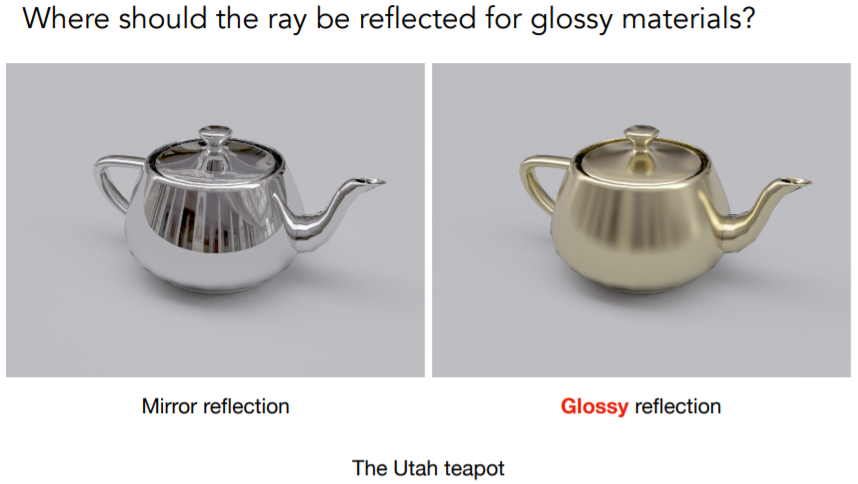 Where should the ray be reflected for glossy materials?
Mirror reflection
Glossy reflection
The Utah teapot